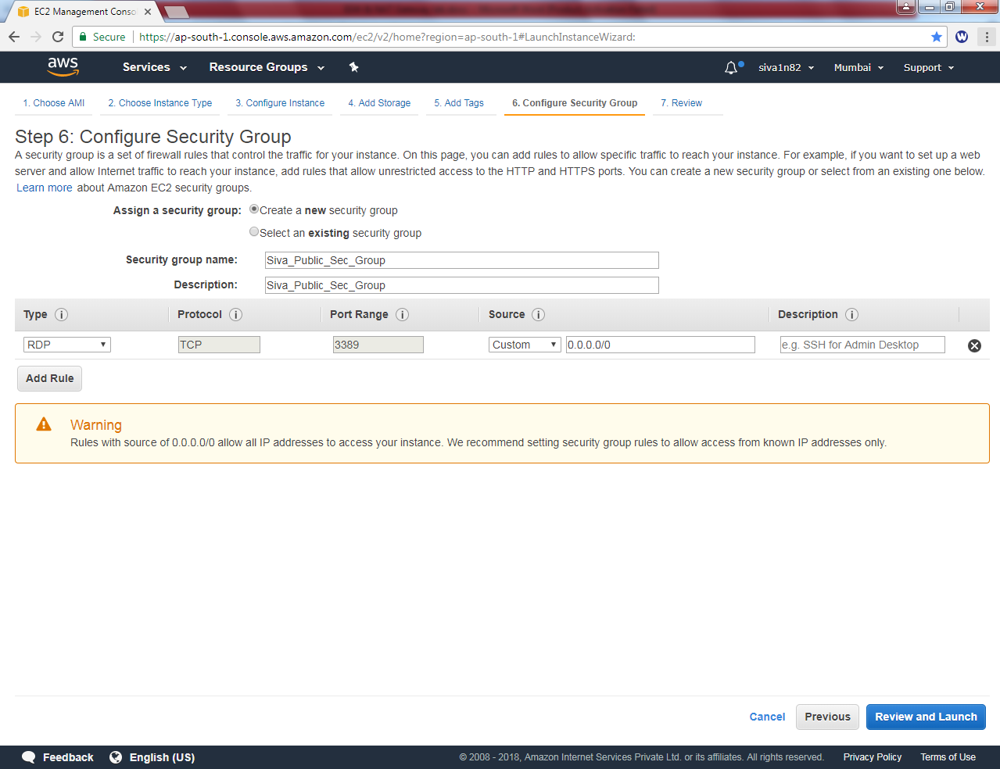 EC2 Management Conso
Secure https://ap-south-1.console.aws.amazon.com/ec2/v2/home?region=ap-south-1#LaunchInstanceWizard:
W
aws Services Resource Groups siva1n82 Mumbai Support
1. Choose AMI 2. Choose Instance Type 3. Configure Instance 4. Add Storage 5. Add Tags 6. Configure Security Group 7. Review
Step 6: Configure Security Group
A security group is a set of firewall rules that control the traffic for your instance. On this page, you can add rules to allow specific traffic to reach your instance. For example, if you want to set up a web
server and allow Internet traffic to reach your instance, add rules that allow unrestricted access to the HTTP and HTTPS ports. You can create a new security group or select from an existing one below.
Learn more about Amazon EC2 security groups.
Assign a security group: Create a new security group
Select an existing security group
Security group name: Siva_Public_Sec_Group
Description: Siva_Public_Sec_Group
Type i Protocol i Port Range i Source i Description i
RDP TCP 3389 Custom 0.0.0.0/0 e.g. SSH for Admin Desktop
Add Rule
Warning
Rules with source of 0.0.0.0/0 allow all IP addresses to access your instance. We recommend setting security group rules to allow access from known IP addresses only.
Cancel Previous Review and Launch
Feedback English (US) © 2008 - 2018, Amazon Internet Services Private Ltd. or its affiliates. All rights reserved. Privacy Policy Terms of Use